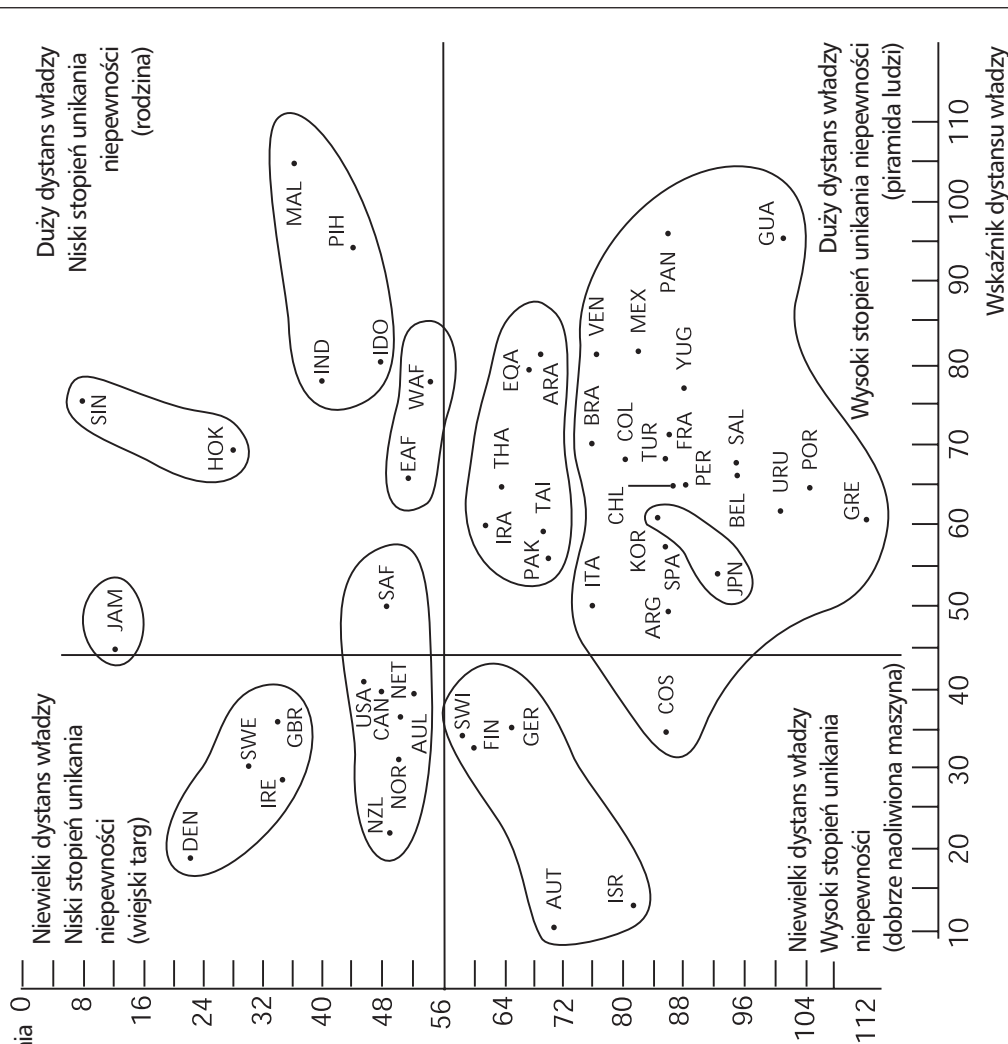 Duży dystans władzy
Niski stopień unikania
niepewności
(rodzina)
Duży dystans władzy
Wysoki stopień unikania niepewności
(piramida ludzi)
Niewielki dystans władzy
Niski stopień unikania
niepewności
(wiejski targ)
Niewielki dystans władzy
Wysoki stopień unikania
niepewności
(dobrze naoliwiona maszyna)
Wskaźnik dystansu władzy
10
20
30
40
50
60
70
80
90
100
110
nia
0
8
16
24
32
40
48
56
64
72
80
88
96
104
112
SIN
HOK
JAM
MAL
PIH
IND
IDO
WAF
EAF
SAF
USA
CAN
NET
AUL
NOR
NZL
DEN
SWE
IRE
GBR
SWI
FIN
GER
AUT
ISR
EQA
ARA
THA
IRA
TAI
PAK
VEN
MEX
PAN
GUA
BRA
COL
TUR
FRA
YUG
CHL
PER
SAL
BEL
URU
POR
GRE
ITA
KOR
SPA
JPN
ARG
COS